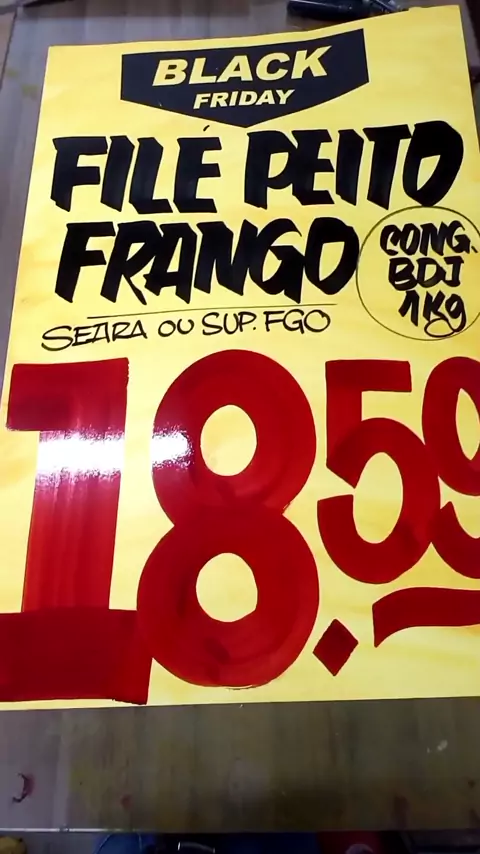 BLACK
FRIDAY
FILÉ PEITO
FRANGO
CONG.
BDJ
1Kg
SEARA OU SUP. FGO
18.59